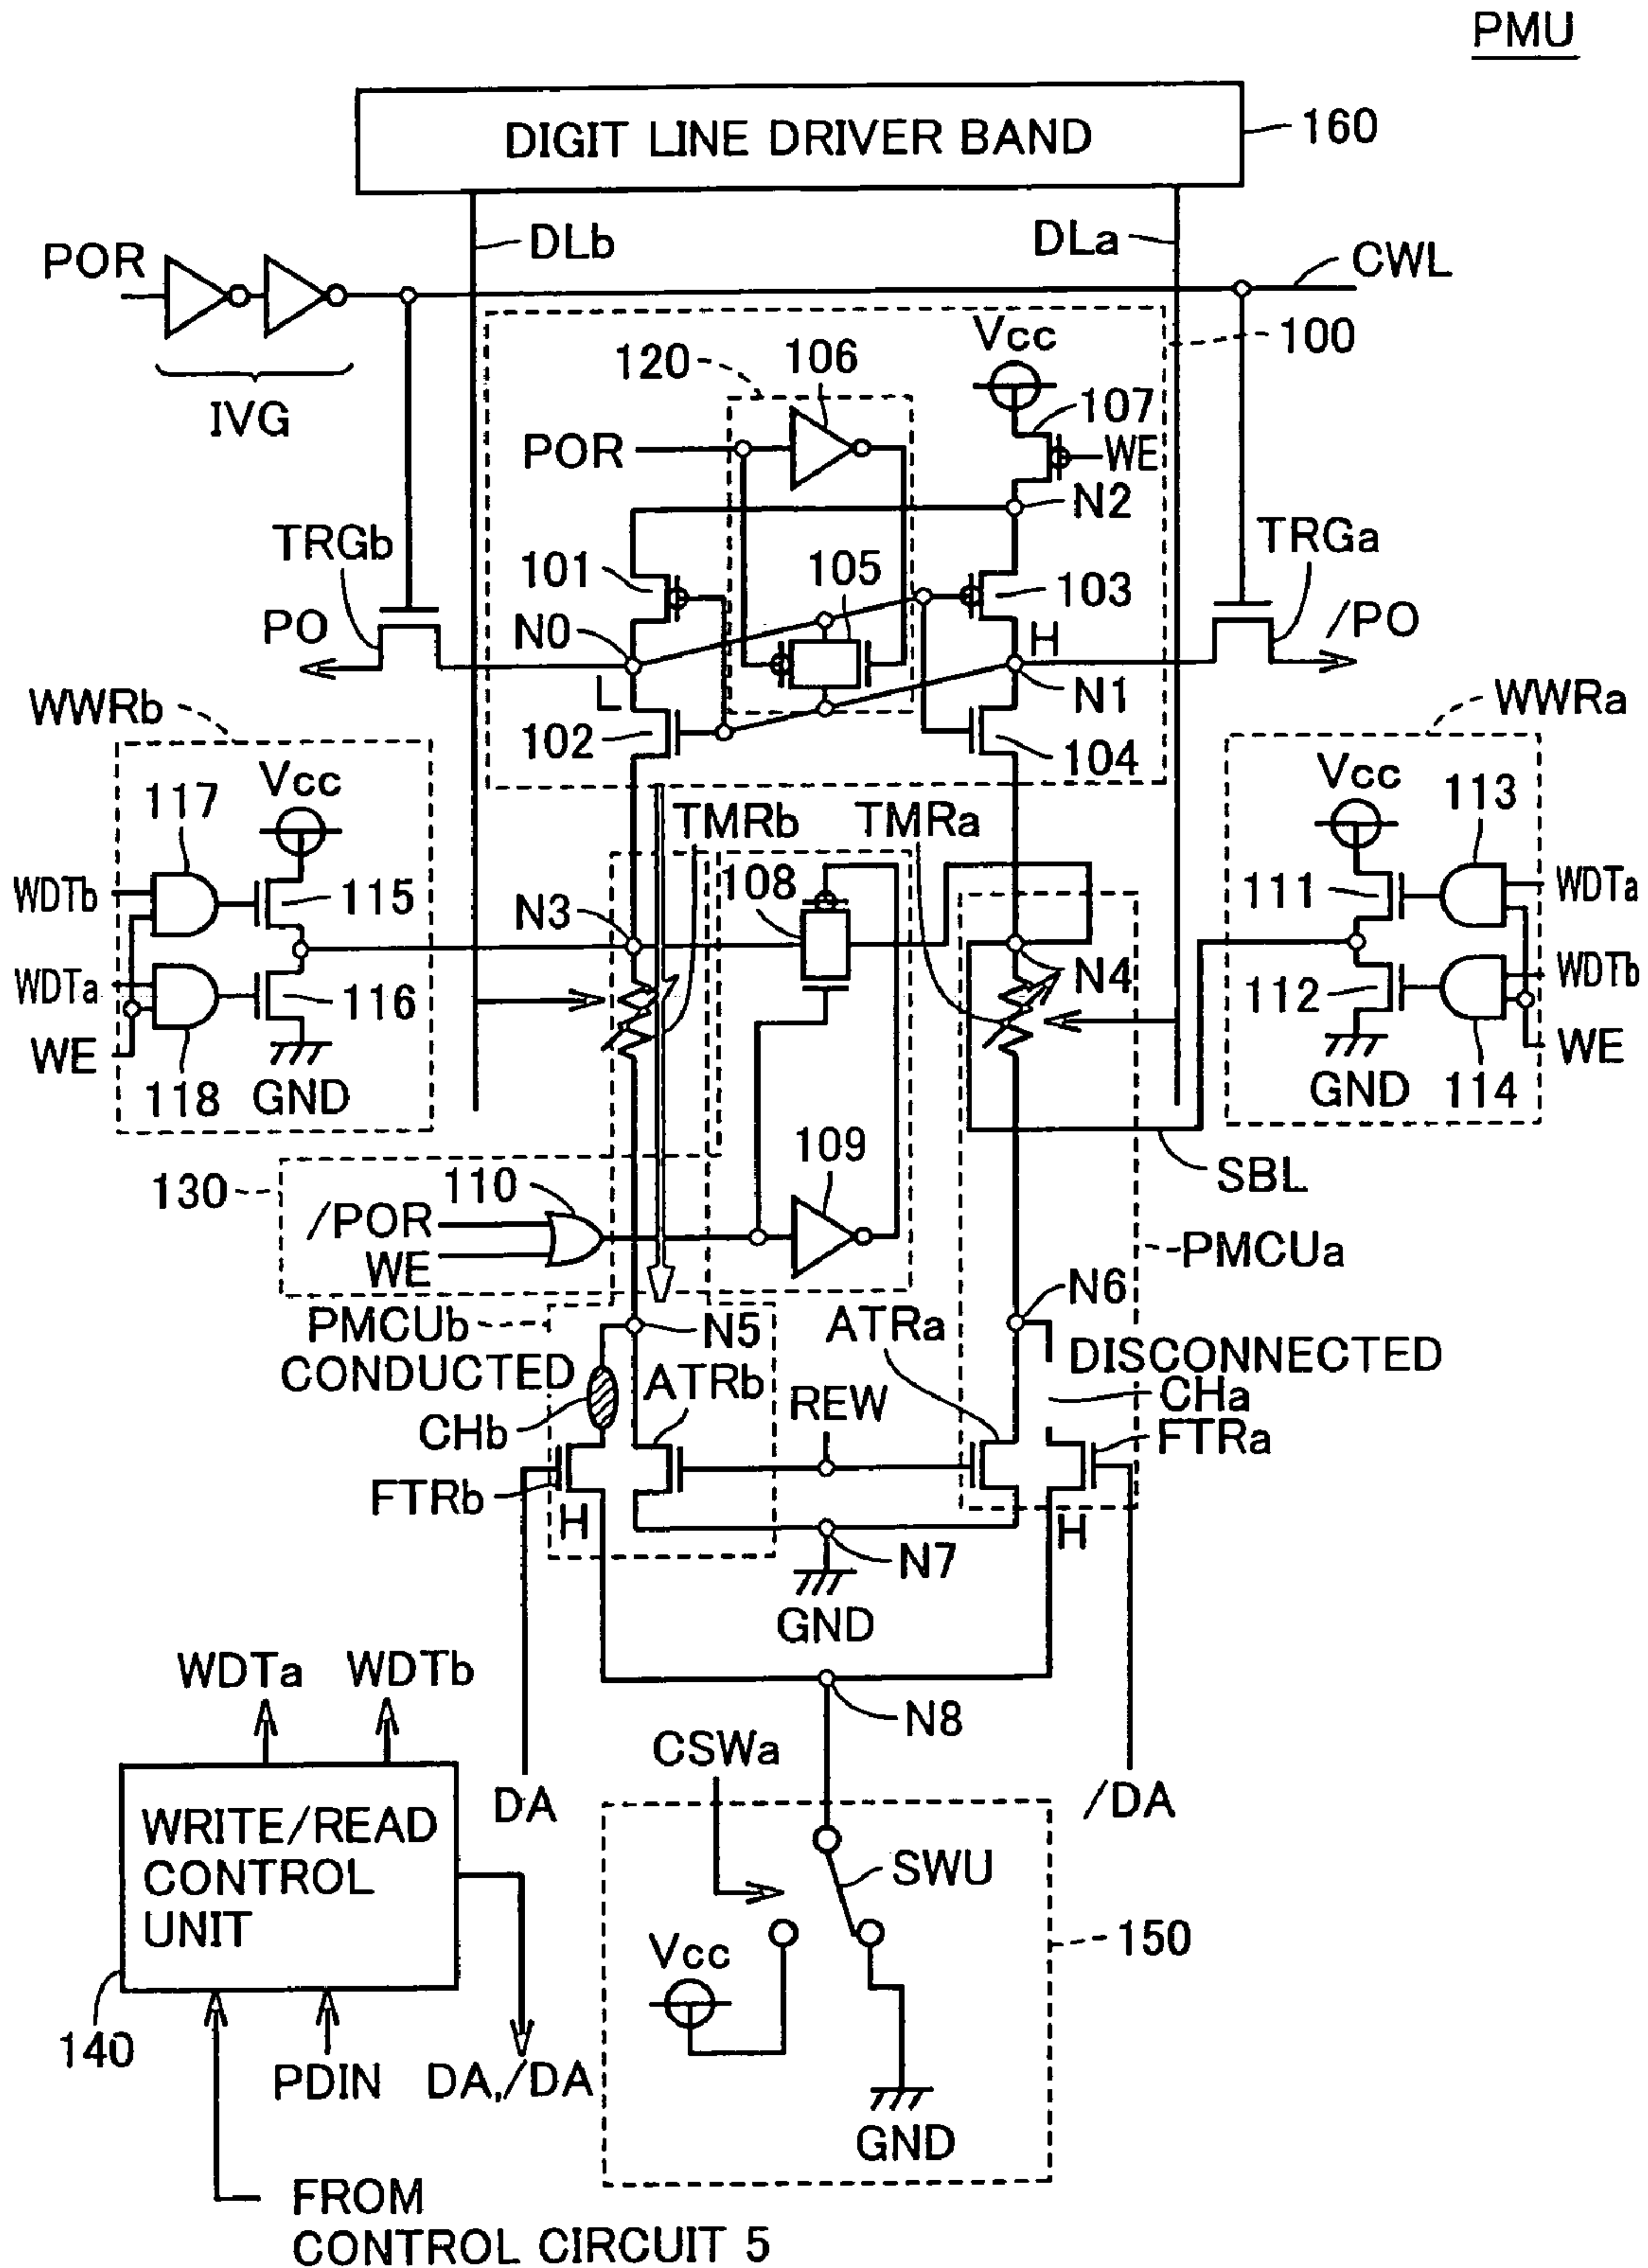 PMU
DIGIT LINE DRIVER BAND
160
DLb
DLa
POR
CWL
IVG
120
106
Vcc
100
107
POR
WE
N2
TRGb
TRGa
101
105
103
PO
N0
H
/PO
L
N1
WWRb
WWRa
102
104
Vcc
117
TMRb
TMRa
Vcc
113
WDTb
115
N3
108
111
WDTa
WDTa
116
N4
112
WDTb
WE
118
GND
GND
114
WE
109
130
110
SBL
/POR
WE
PMCUa
N6
PMCUb
N5
ATRa
CONDUCTED
DISCONNECTED
ATRb
REW
CHa
CHb
FTRa
FTRb
H
H
N7
GND
WDTa
WDTb
N8
CSWa
DA
/DA
WRITE/READ
CONTROL
UNIT
SWU
Vcc
150
140
PDIN
DA,/DA
GND
FROM
CONTROL CIRCUIT 5